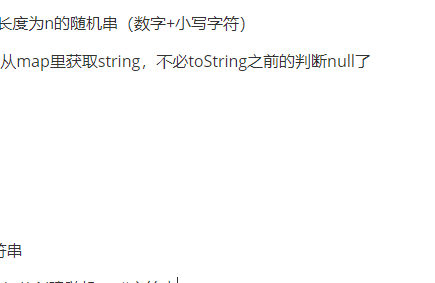 长度为n的随机串（数字+小写字符）
从map里获取string，不必toString之前的判断null了
符串